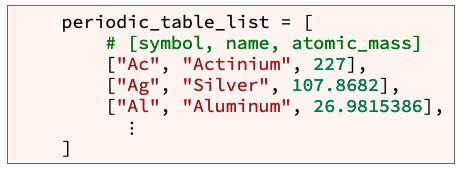 periodic_table_list = [
# [symbol, name, atomic_mass]
["Ac", "Actinium", 227],
["Ag", "Silver", 107.8682],
["Al", "Aluminum", 26.9815386],
⋮
]